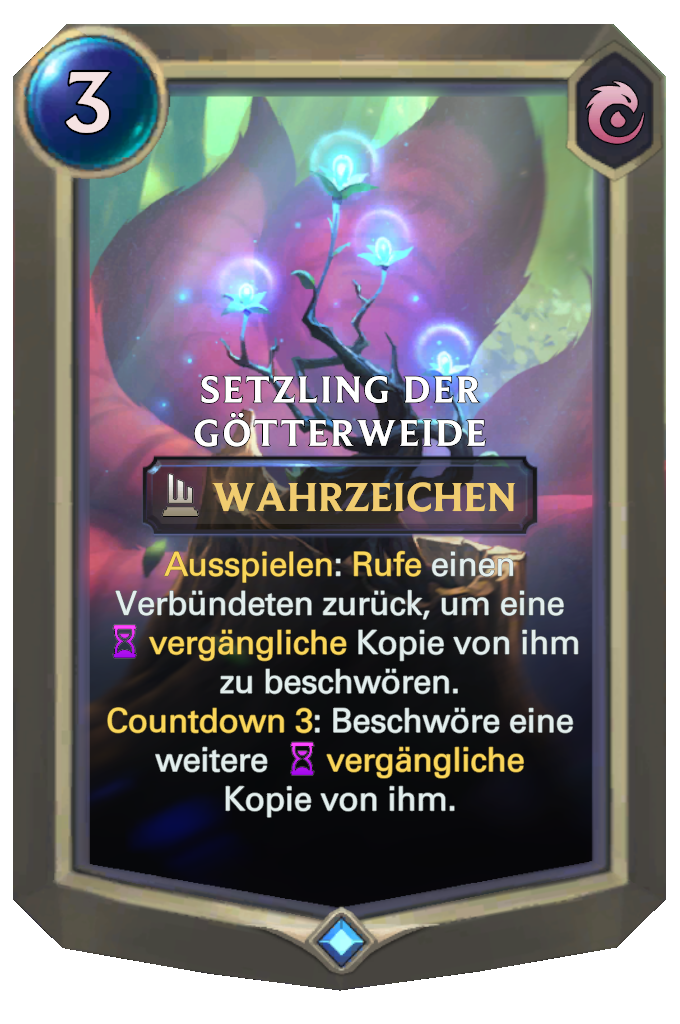 3
SETZLING DER
GÖTTERWEIDE
WAHRZEICHEN
Ausspielen: Rufe einen
Verbündeten zurück, um eine
vergängliche Kopie von ihm
zu beschwören.
Countdown 3: Beschwöre eine
weitere vergängliche
Kopie von ihm.